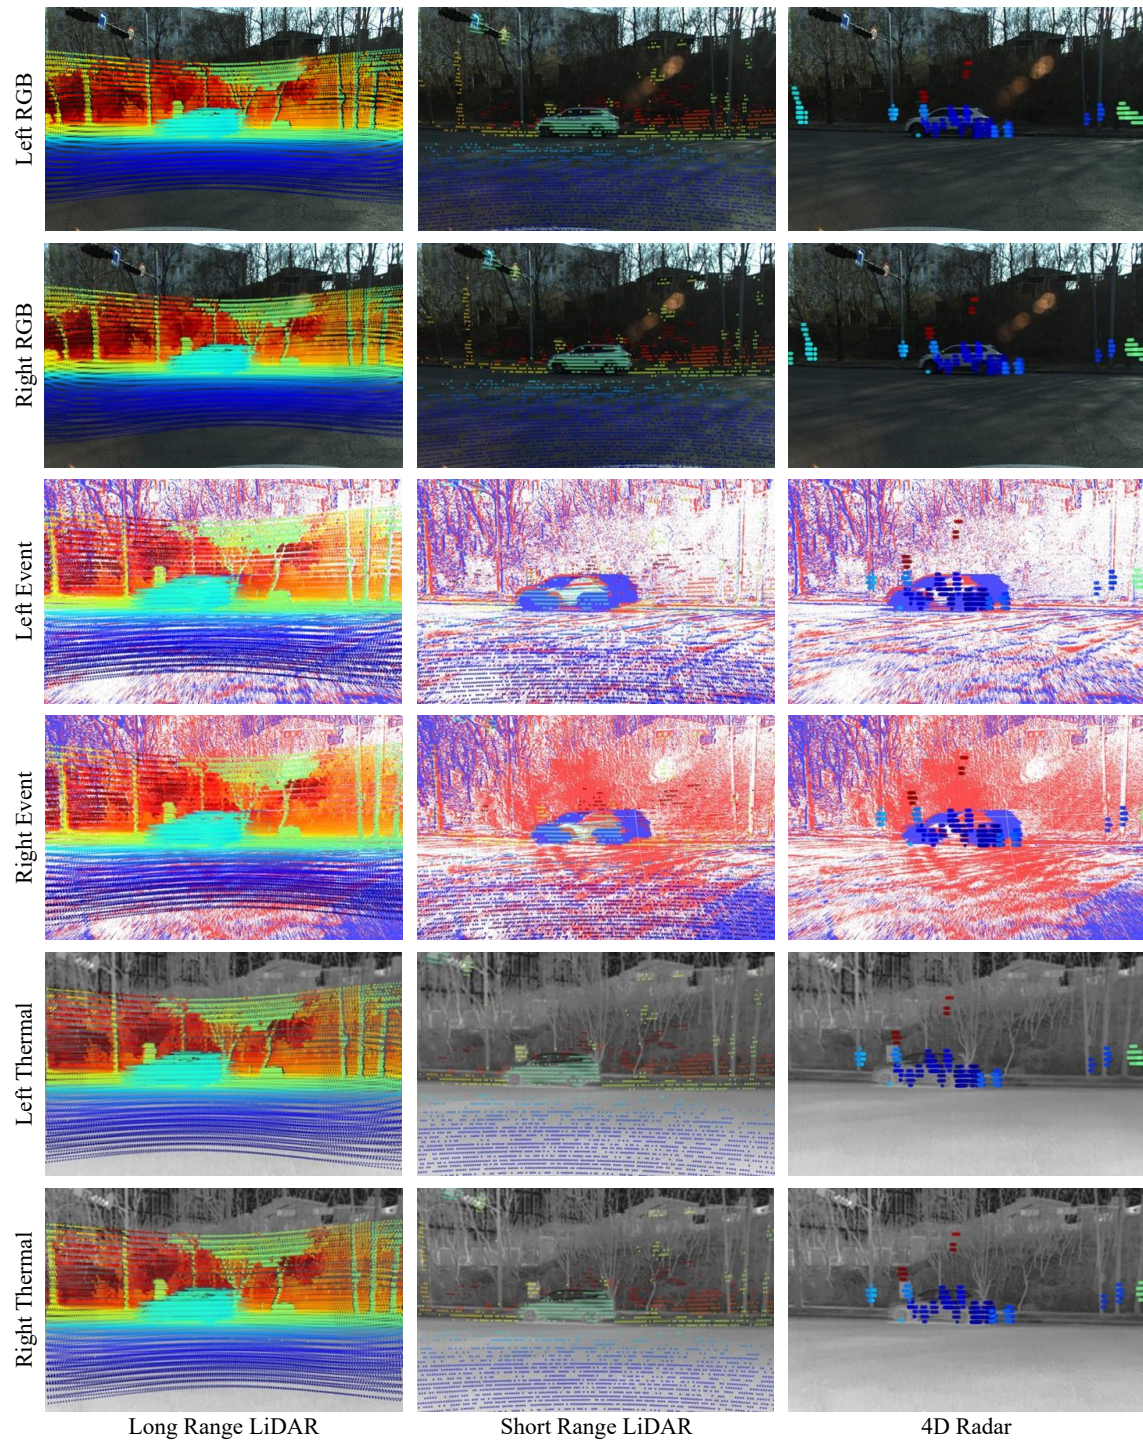 Left RGB
Right RGB
Left Event
Right Event
Left Thermal
Right Thermal
Long Range LiDAR
Short Range LiDAR
4D Radar